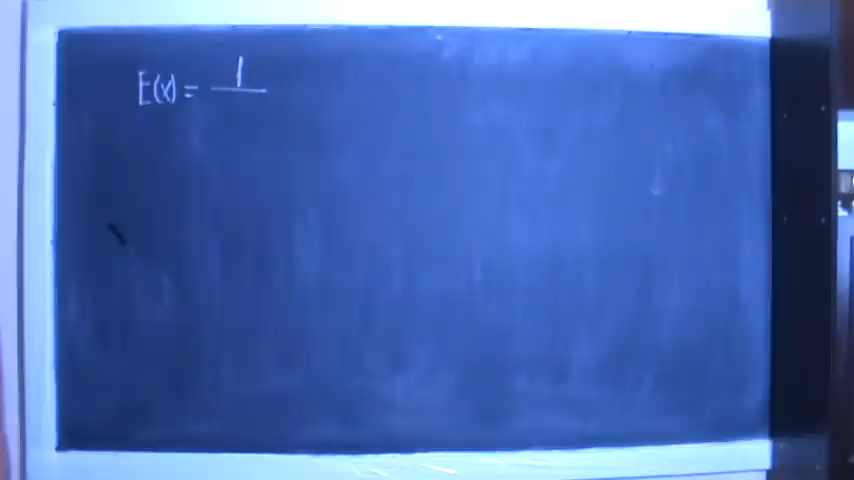 E(x) = 1/